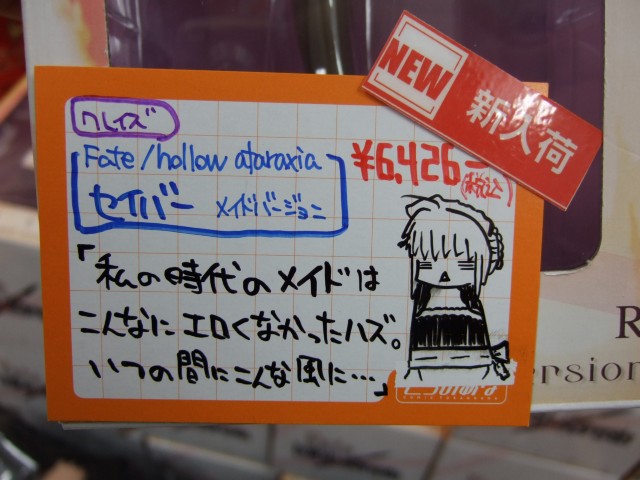 NEW
新入荷
クレイズ
Fate/hollow ataraxia
¥6,426-
(税込)
セイバー メイドバージョン
「私の時代のメイドは
こんなにエロくなかったハズ。
いつの間にこんな風に…」
R
ersion